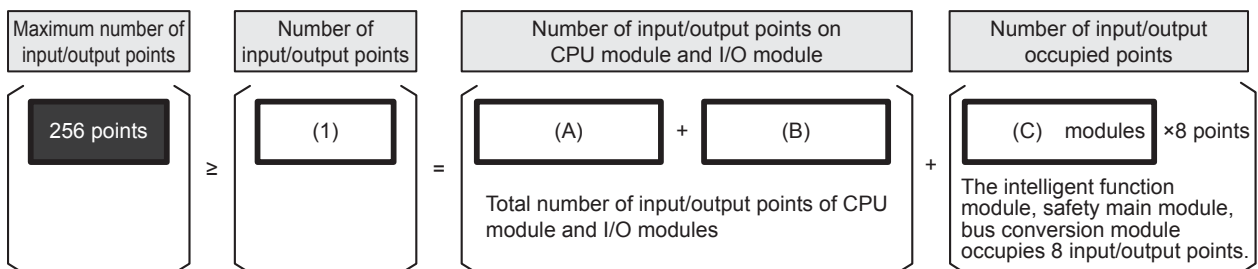 Maximum number of
input/output points
Number of
input/output points
Number of input/output points on
CPU module and I/O module
Number of input/output
occupied points
256 points
≥
(1)
=
(A)
+
(B)
Total number of input/output points of CPU
module and I/O modules
+
(C) modules ×8 points
The intelligent function
module, safety main module,
bus conversion module
occupies 8 input/output points.